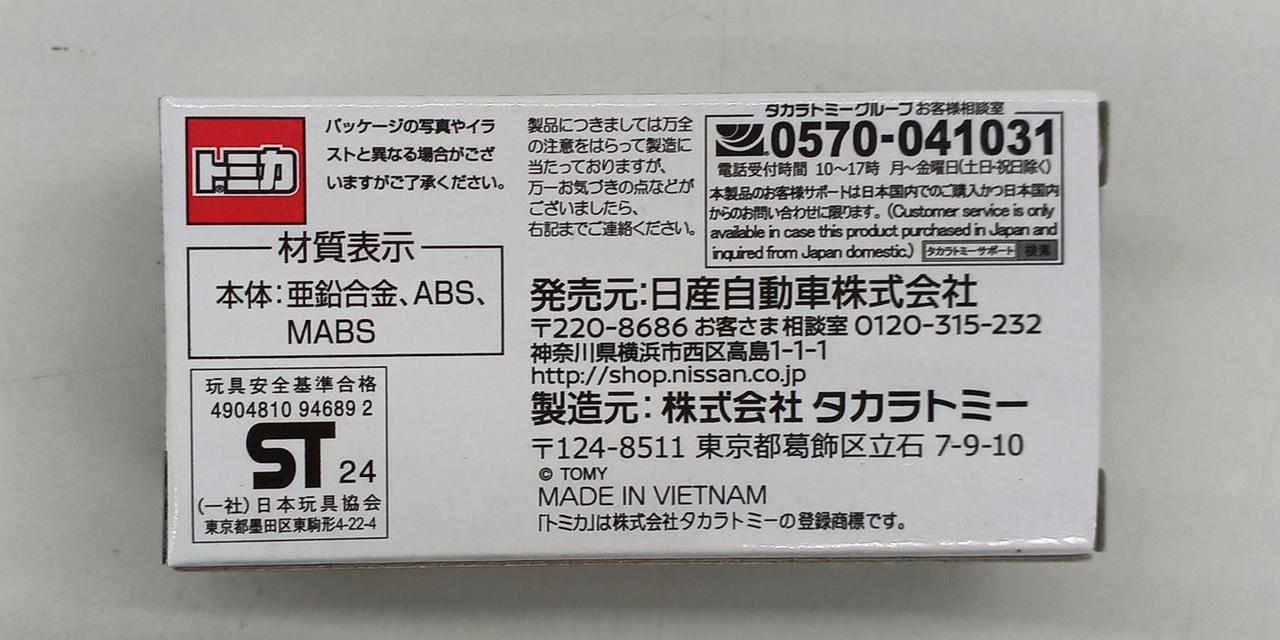 トミカ
®
パッケージの写真やイラ
ストと異なる場合がござ
いますがご了承ください。
材質表示
本体:亜鉛合金、ABS、
MABS
玩具安全基準合格
4904810 94689 2
ST 24
(一社)日本玩具協会
東京都墨田区東駒形4-22-4
製品につきましては万全
の注意をはらって製造に
当たっておりますが、
万一お気づきの点などが
ございましたら、
右記までご連絡ください。
タカラトミーグループお客様相談室
0570-041031
電話受付時間 10〜17時 月〜金曜日(土日・祝日除く)
本製品のお客様サポートは日本国内でのご購入かつ日本国内
からのお問い合わせに限ります。(Customer service is only
available in case this product purchased in Japan and
inquired from Japan domestic.) タカラトミーサポート 検索
発売元:日産自動車株式会社
〒220-8686 お客さま相談室 0120-315-232
神奈川県横浜市西区高島1-1-1
http://shop.nissan.co.jp
製造元:株式会社 タカラトミー
〒124-8511 東京都葛飾区立石 7-9-10
© TOMY
MADE IN VIETNAM
「トミカ」は株式会社タカラトミーの登録商標です。